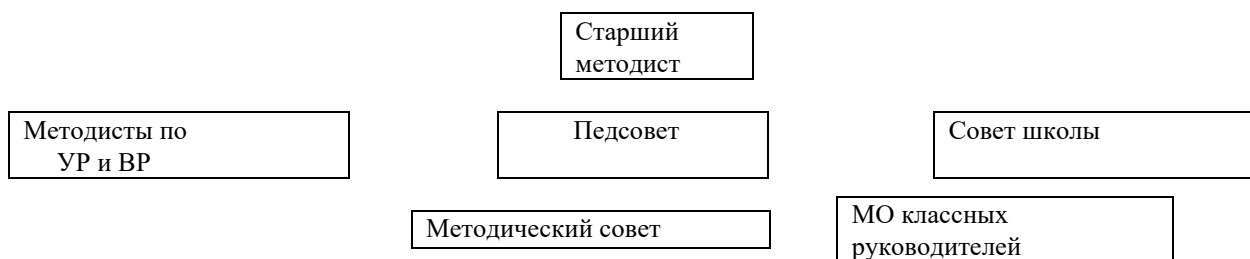 Старший
методист
Методисты по
УР и ВР
Педсовет
Совет школы
Методический совет
МО классных
руководителей